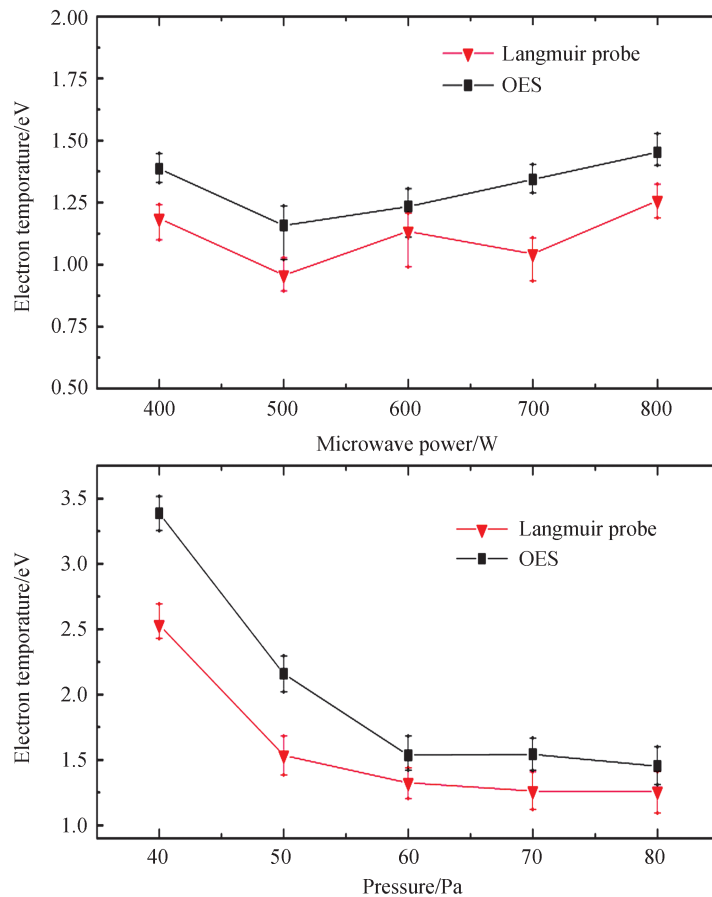 2.00
1.75
1.50
1.25
1.00
0.75
0.50
Electron temperature/eV
Langmuir probe
OES
400 500 600 700 800
Microwave power/W
3.5
3.0
2.5
2.0
1.5
1.0
Electron temperature/eV
Langmuir probe
OES
40 50 60 70 80
Pressure/Pa